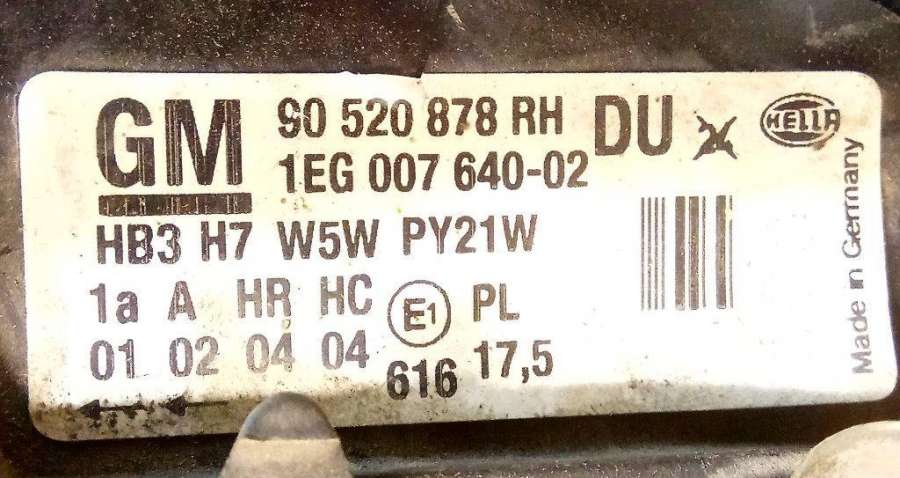 GM 90 520 878 RH DU HELLA
1EG 007 640-02
HB3 H7 W5W PY21W
1a A HR HC E1 PL
01 02 04 04 616 17,5
Made in Germany